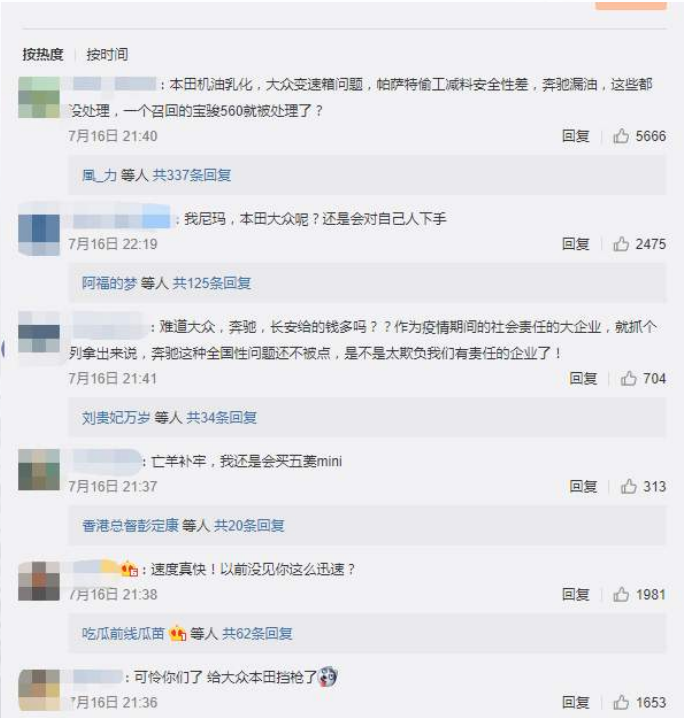 按热度 按时间
：本田机油乳化，大众变速箱问题，帕萨特偷工减料安全性差，奔驰漏油，这些都
没处理，一个召回的宝骏560就被处理了？
7月16日 21:40 回复 5666
風_力 等人 共337条回复
：我尼玛，本田大众呢？还是会对自己人下手
7月16日 22:19 回复 2475
阿福的梦 等人 共125条回复
：难道大众，奔驰，长安给的钱多吗？？作为疫情期间的社会责任的大企业，就抓个
列拿出来说，奔驰这种全国性问题还不被点，是不是太欺负我们有责任的企业了！
7月16日 21:41 回复 704
刘贵妃万岁 等人 共34条回复
：亡羊补牢，我还是会买五菱mini
7月16日 21:37 回复 313
香港总督彭定康 等人 共20条回复
：速度真快！以前没见你这么迅速？
7月16日 21:38 回复 1981
吃瓜前线瓜苗 等人 共62条回复
：可怜你们了 给大众本田挡枪了
7月16日 21:36 回复 1653